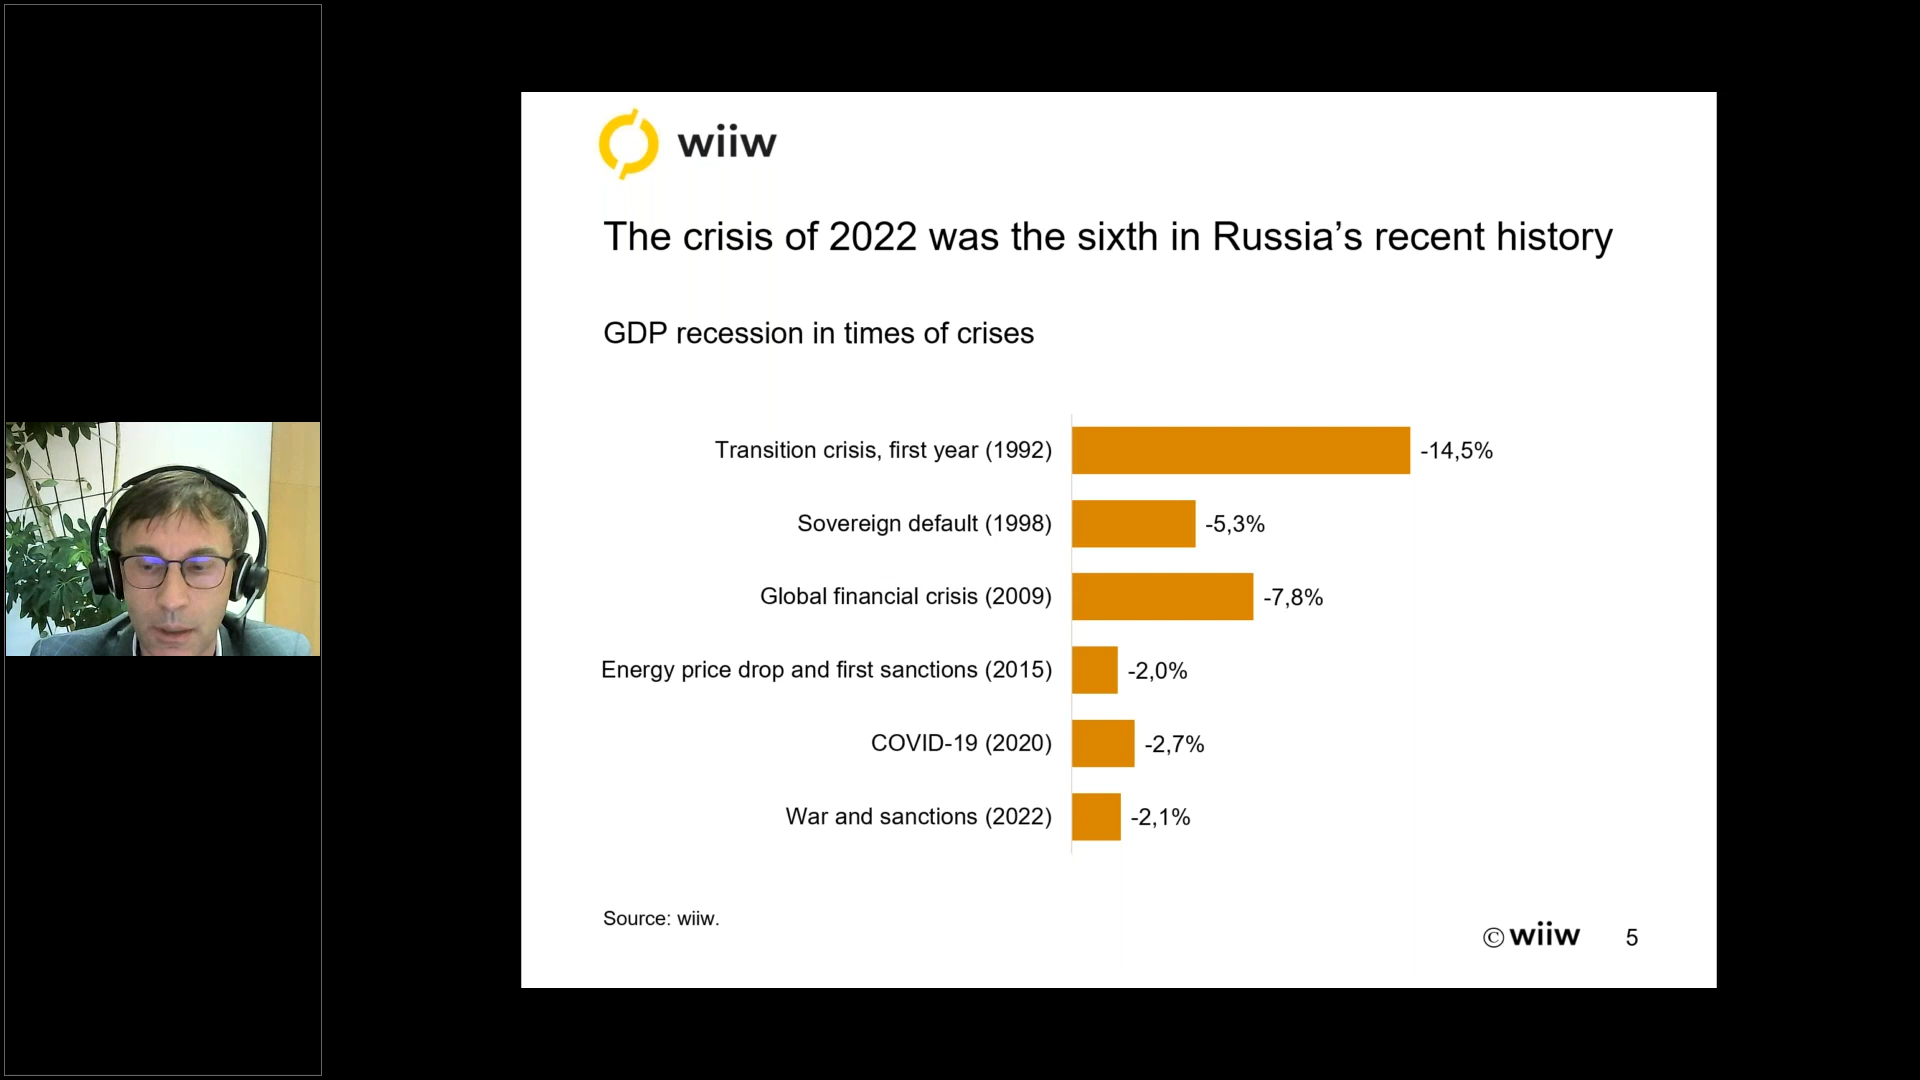 wiiw
The crisis of 2022 was the sixth in Russia’s recent history
GDP recession in times of crises
Transition crisis, first year (1992) -14,5%
Sovereign default (1998) -5,3%
Global financial crisis (2009) -7,8%
Energy price drop and first sanctions (2015) -2,0%
COVID-19 (2020) -2,7%
War and sanctions (2022) -2,1%
Source: wiiw.
© wiiw 5